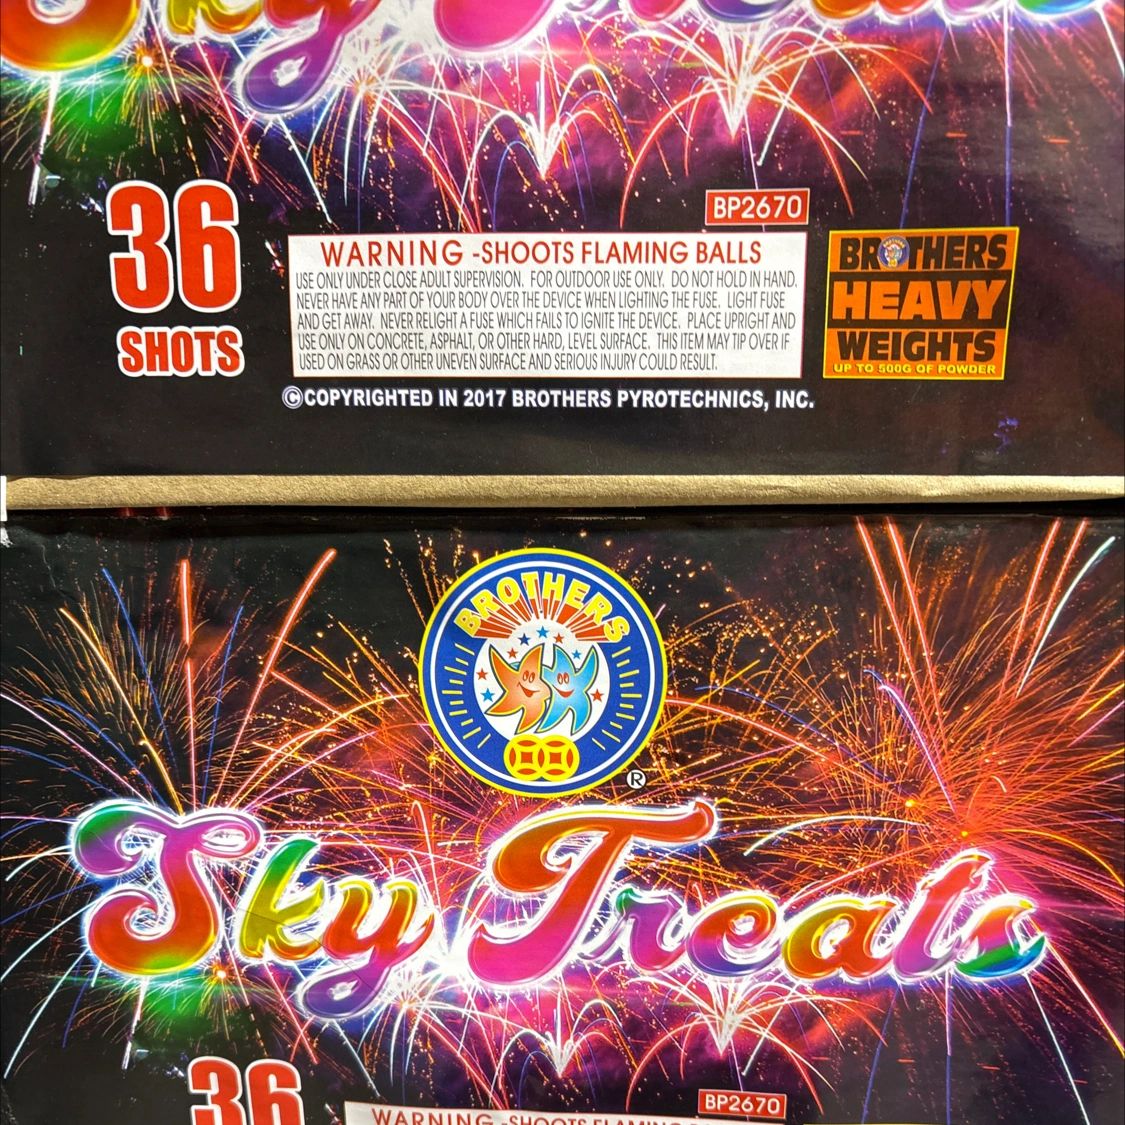 Sky Treats
36
SHOTS
BP2670
WARNING -SHOOTS FLAMING BALLS
USE ONLY UNDER CLOSE ADULT SUPERVISION. FOR OUTDOOR USE ONLY. DO NOT HOLD IN HAND.
NEVER HAVE ANY PART OF YOUR BODY OVER THE DEVICE WHEN LIGHTING THE FUSE. LIGHT FUSE
AND GET AWAY. NEVER RELIGHT A FUSE WHICH FAILS TO IGNITE THE DEVICE. PLACE UPRIGHT AND
USE ONLY ON CONCRETE, ASPHALT, OR OTHER HARD, LEVEL SURFACE. THIS ITEM MAY TIP OVER IF
USED ON GRASS OR OTHER UNEVEN SURFACE AND SERIOUS INJURY COULD RESULT.
BROTHERS
HEAVY
WEIGHTS
UP TO 500G OF POWDER
©COPYRIGHTED IN 2017 BROTHERS PYROTECHNICS, INC.
BROTHERS
®
Sky Treats
36
BP2670
WARNING -SHOOTS FLAMING